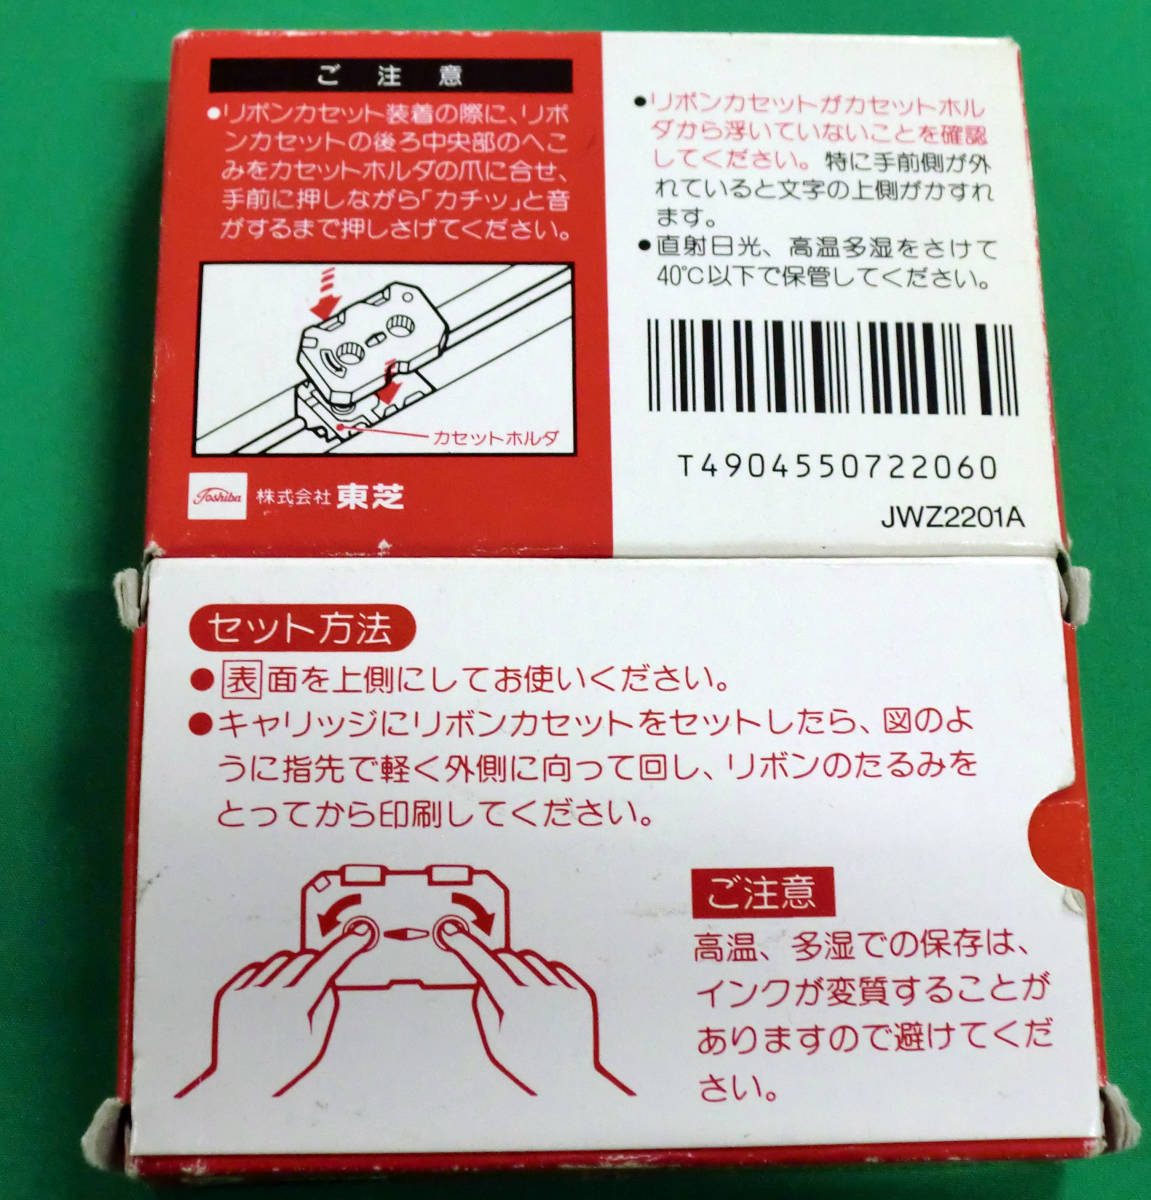 ご注意
●リボンカセット装着の際に、リボ
ンカセットの後ろ中央部のへこ
みをカセットホルダの爪に合せ、
手前に押しながら「カチッ」と音
がするまで押しさげてください。
カセットホルダ
Toshiba 株式会社 東芝
●リボンカセットがカセットホル
ダから浮いていないことを確認
してください。特に手前側が外
れていると文字の上側がかすれ
ます。
●直射日光、高温多湿をさけて
40℃以下で保管してください。
T4904550722060
JWZ2201A
セット方法
●表面を上側にしてお使いください。
●キャリッジにリボンカセットをセットしたら、図のよ
うに指先で軽く外側に向って回し、リボンのたるみを
とってから印刷してください。
ご注意
高温、多湿での保存は、
インクが変質することが
ありますので避けてくだ
さい。